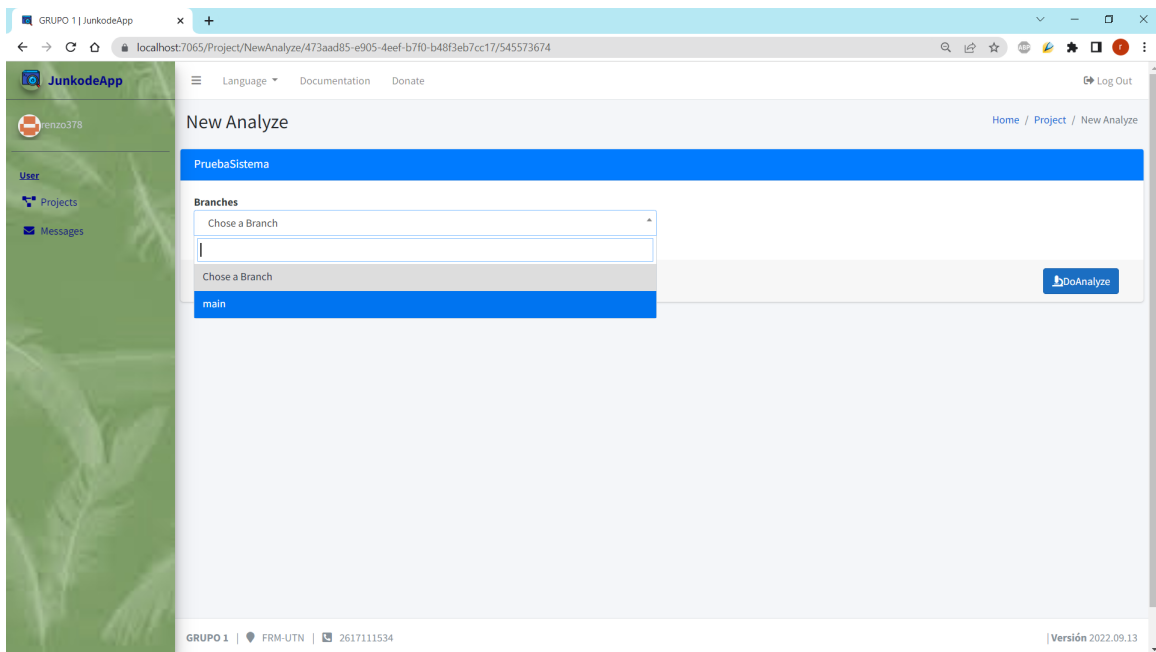 GRUPO 1 | JunkodeApp
localhost:7065/Project/NewAnalyze/473aad85-e905-4eef-b7f0-b48f3eb7cc17/545573674
ABP
r
JunkodeApp
Language
Documentation
Donate
Log Out
renzo378
New Analyze
Home / Project / New Analyze
PruebaSistema
User
Projects
Messages
Branches
Chose a Branch
Chose a Branch
main
DoAnalyze
GRUPO 1 | FRM-UTN | 2617111534
| Versión 2022.09.13